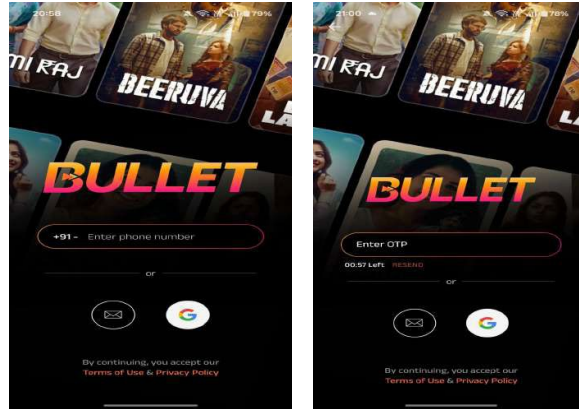 20:58
79%
MI RAJ
BEERUVA
LA
BULLET
+91 - Enter phone number
or
By continuing, you accept our
Terms of Use & Privacy Policy
21:00
78%
MI RAJ
BEERUVA
LA
BULLET
Enter OTP
00:57 Left RESEND
or
G
By continuing, you accept our
Terms of Use & Privacy Policy